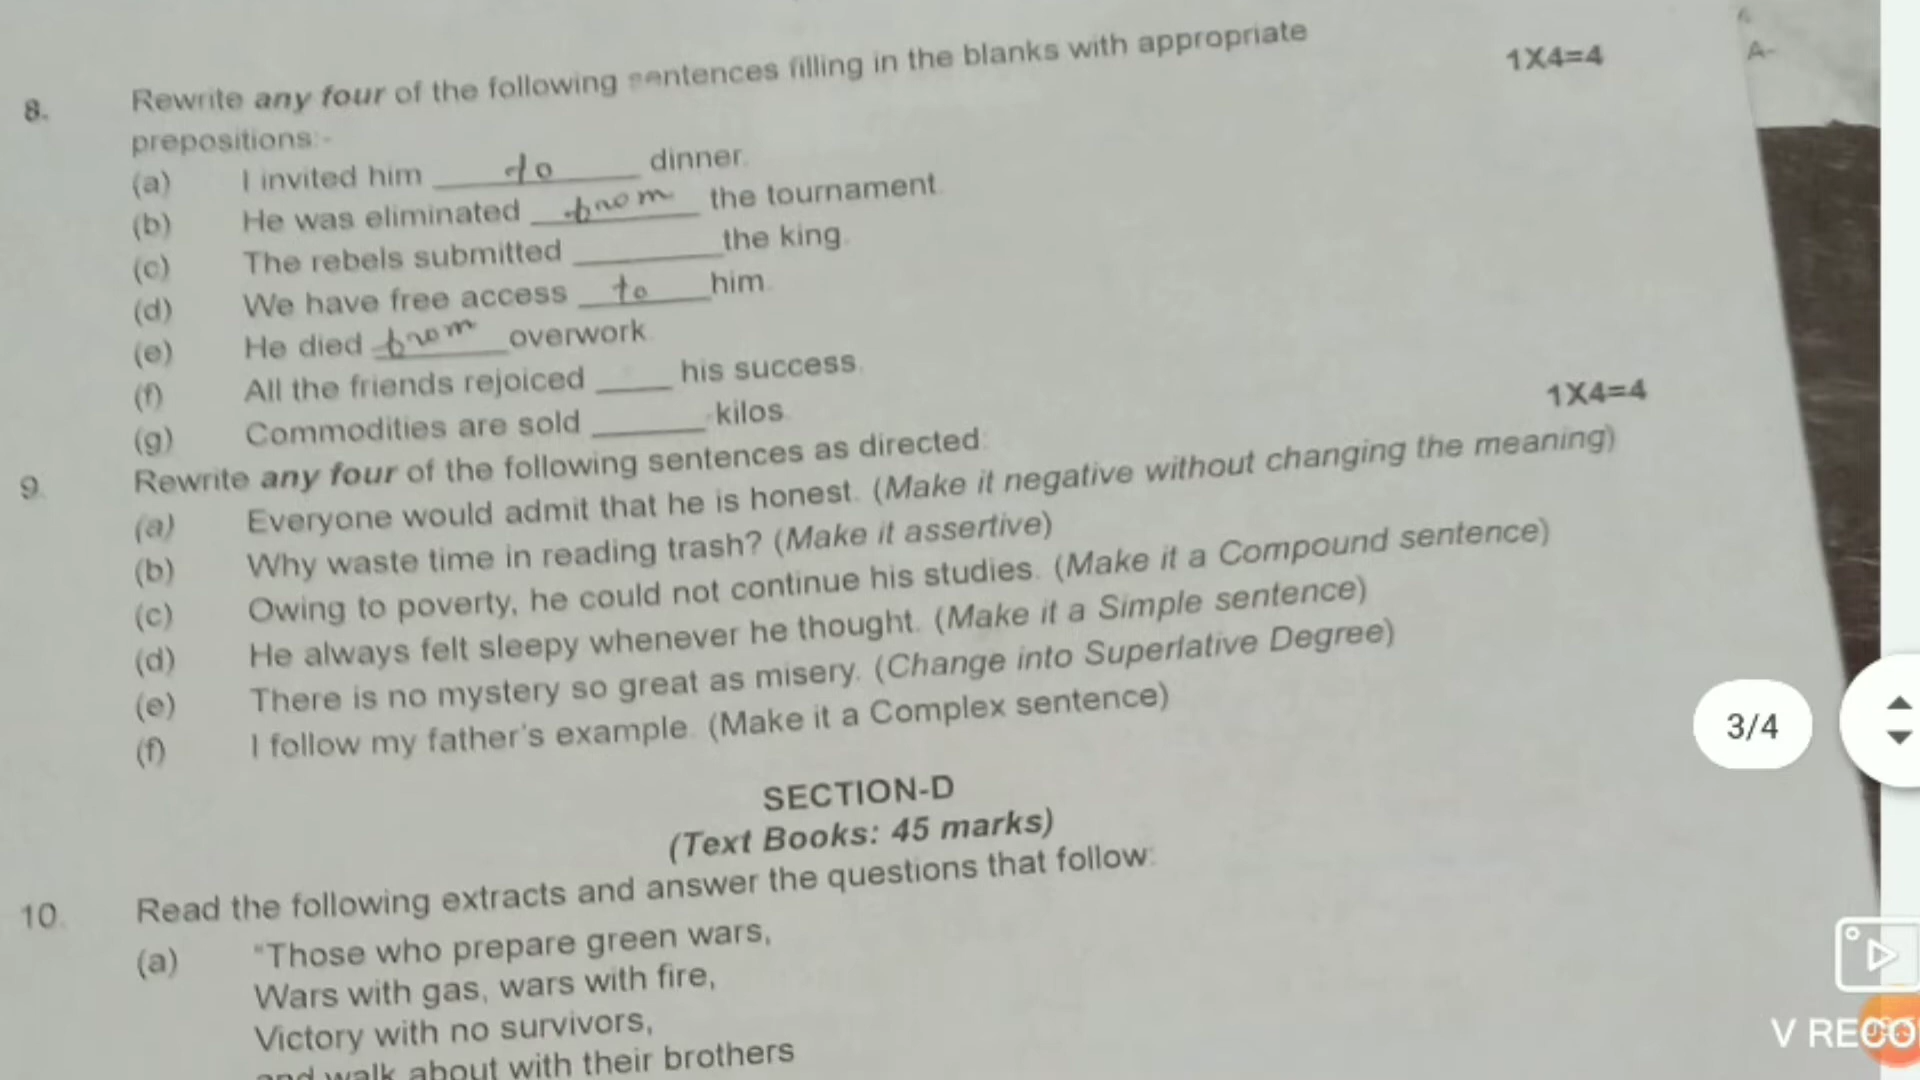 8. Rewrite any four of the following sentences filling in the blanks with appropriate 1X4=4
prepositions:-
(a) I invited him to dinner.
(b) He was eliminated from the tournament.
(c) The rebels submitted ________ the king.
(d) We have free access to him.
(e) He died from overwork.
(f) All the friends rejoiced ____ his success.
(g) Commodities are sold ______ kilos.
9. Rewrite any four of the following sentences as directed: 1X4=4
(a) Everyone would admit that he is honest. (Make it negative without changing the meaning)
(b) Why waste time in reading trash? (Make it assertive)
(c) Owing to poverty, he could not continue his studies. (Make it a Compound sentence)
(d) He always felt sleepy whenever he thought. (Make it a Simple sentence)
(e) There is no mystery so great as misery. (Change into Superlative Degree)
(f) I follow my father's example. (Make it a Complex sentence)
3/4
SECTION-D
(Text Books: 45 marks)
10. Read the following extracts and answer the questions that follow:
(a) "Those who prepare green wars,
Wars with gas, wars with fire,
Victory with no survivors,
and walk about with their brothers
A-
V RECO